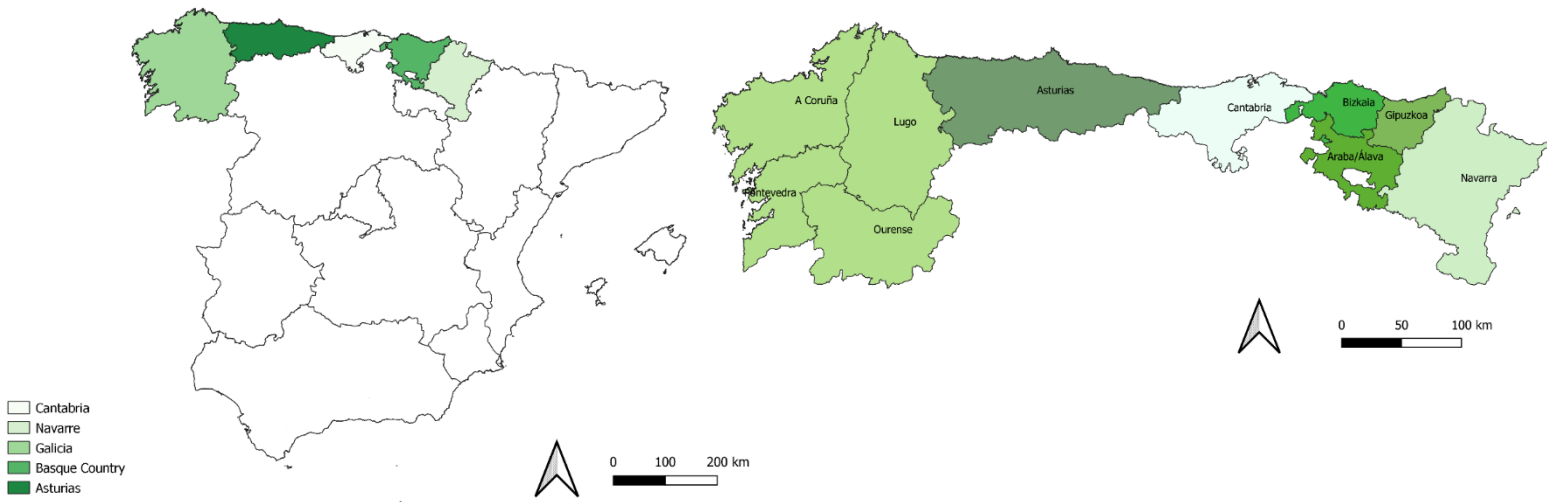 Cantabria
Navarre
Galicia
Basque Country
Asturias
0 100 200 km
A Coruña
Lugo
Pontevedra
Ourense
Asturias
Cantabria
Bizkaia
Gipuzkoa
Araba/Álava
Navarra
0 50 100 km